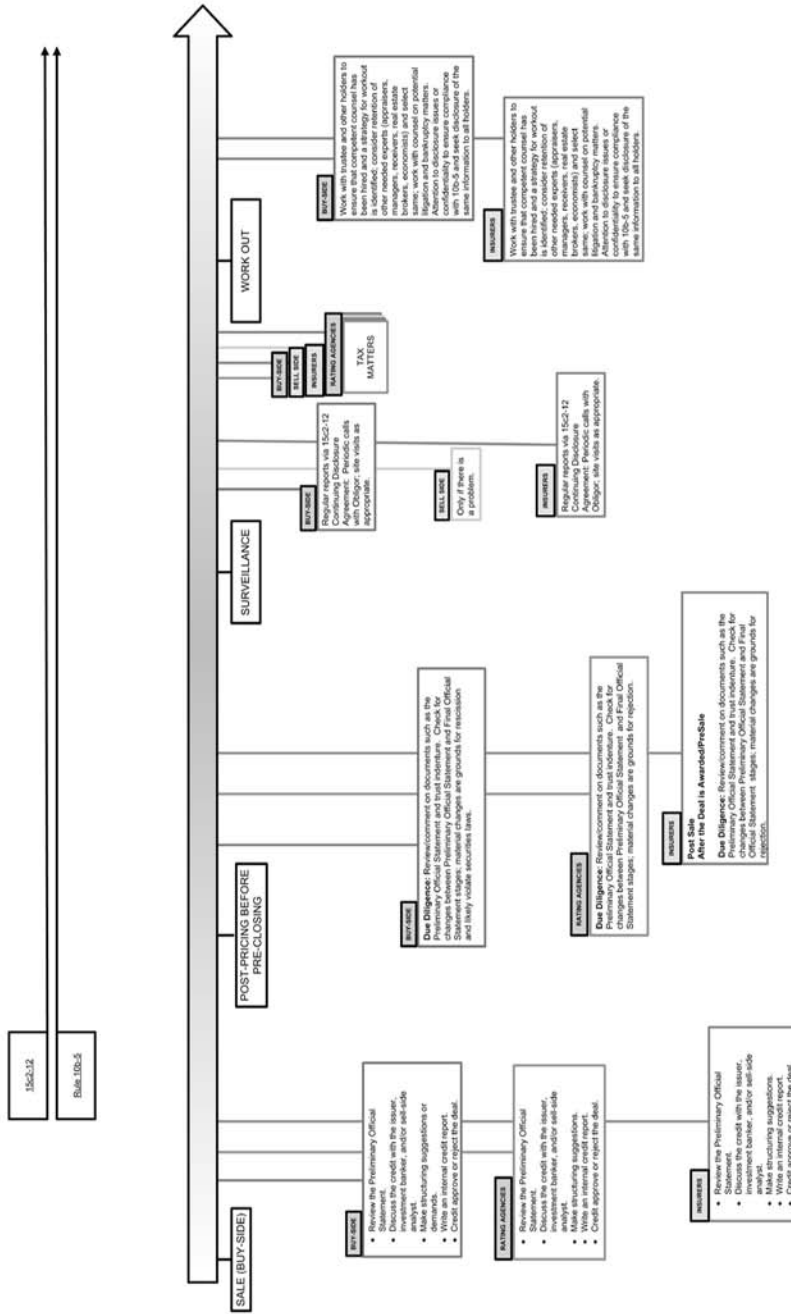 15c2-12
Rule 10b-5
SALE (BUY-SIDE)
BUY-SIDE
• Review the Preliminary Official
Statement.
• Discuss the credit with the issuer,
investment banker, and/or sell-side
analyst.
• Make structuring suggestions or
demands.
• Write an internal credit report.
• Credit approve or reject the deal.
RATING AGENCIES
• Review the Preliminary Official
Statement.
• Discuss the credit with the issuer,
investment banker, and/or sell-side
analyst.
• Make structuring suggestions.
• Write an internal credit report.
• Credit approve or reject the deal.
INSURERS
• Review the Preliminary Official
Statement.
• Discuss the credit with the issuer,
investment banker, and/or sell-side
analyst.
• Make structuring suggestions.
• Write an internal credit report.
• Credit approve or reject the deal
POST-PRICING BEFORE
PRE-CLOSING
BUY-SIDE
Due Diligence: Review/comment on documents such as the
Preliminary Official Statement and trust indenture. Check for
changes between Preliminary Official Statement and Final Official
Statement stages; material changes are grounds for rescission
and likely violate securities laws.
RATING AGENCIES
Due Diligence: Review/comment on documents such as the
Preliminary Official Statement and trust indenture. Check for
changes between Preliminary Official Statement and Final Official
Statement stages; material changes are grounds for rejection.
INSURERS
Post Sale
After the Deal is Awarded/PreSale
Due Diligence: Review/comment on documents such as the
Preliminary Official Statement and trust indenture. Check for
changes between Preliminary Official Statement and Final
Official Statement stages; material changes are grounds for
rejection.
SURVEILLANCE
BUY-SIDE
Regular reports via 15c2-12
Continuing Disclosure
Agreement: Periodic calls
with Obligor; site visits as
appropriate.
SELL SIDE
Only if there is
a problem.
INSURERS
Regular reports via 15c2-12
Continuing Disclosure
Agreement: Periodic calls with
Obligor; site visits as appropriate.
BUY-SIDE
SELL SIDE
INSURERS
RATING AGENCIES
TAX
MATTERS
WORK OUT
BUY-SIDE
Work with trustee and other holders to
ensure that competent counsel has
been hired and a strategy for workout
is identified; consider retention of
other needed experts (appraisers,
managers, receivers, real estate
brokers, economists) and select
same; work with counsel on potential
litigation and bankruptcy matters.
Attention to disclosure issues or
confidentiality to ensure compliance
with 10b-5 and seek disclosure of the
same information to all holders.
INSURERS
Work with trustee and other holders to
ensure that competent counsel has
been hired and a strategy for workout
is identified; consider retention of
other needed experts (appraisers,
managers, receivers, real estate
brokers, economists) and select
same; work with counsel on potential
litigation and bankruptcy matters.
Attention to disclosure issues or
confidentiality to ensure compliance
with 10b-5 and seek disclosure of the
same information to all holders.